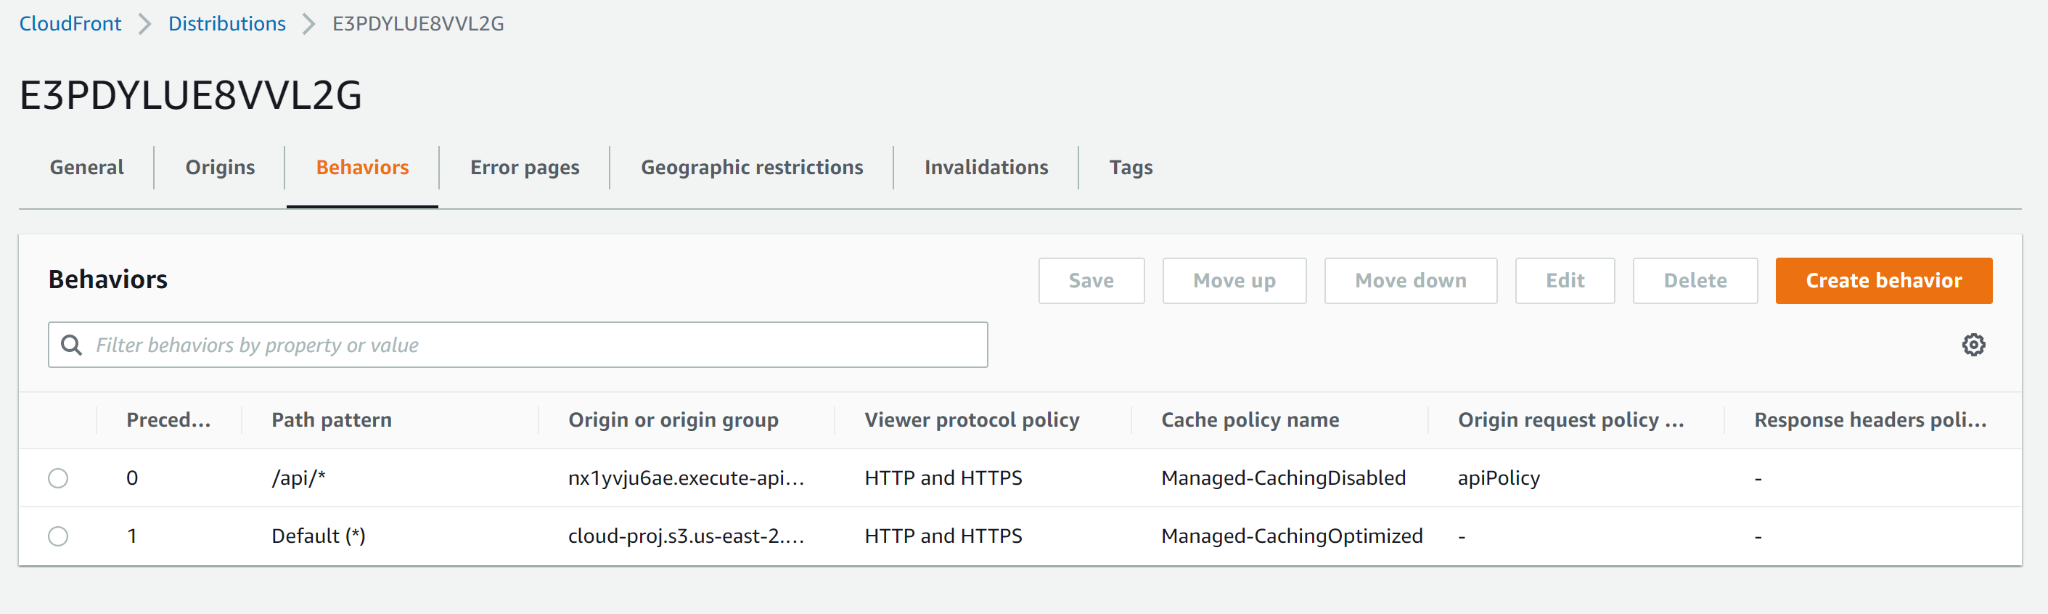 CloudFront > Distributions > E3PDYLUE8VVL2G
E3PDYLUE8VVL2G
General Origins Behaviors Error pages Geographic restrictions Invalidations Tags
Behaviors Save Move up Move down Edit Delete Create behavior
Filter behaviors by property or value
Preced... Path pattern Origin or origin group Viewer protocol policy Cache policy name Origin request policy ... Response headers poli...
0 /api/* nx1yvju6ae.execute-api... HTTP and HTTPS Managed-CachingDisabled apiPolicy -
1 Default (*) cloud-proj.s3.us-east-2.... HTTP and HTTPS Managed-CachingOptimized - -